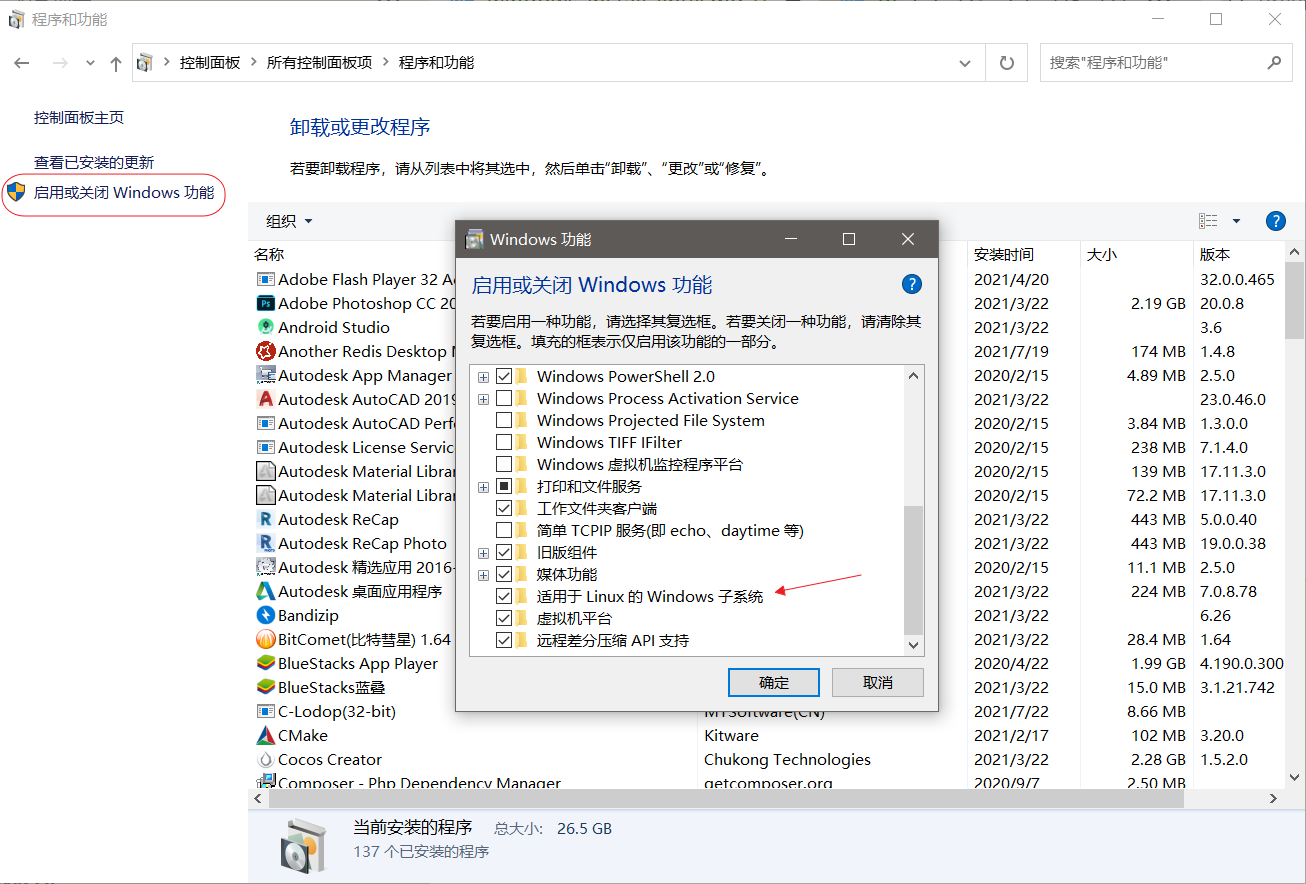 程序和功能
控制面板 所有控制面板项 程序和功能
搜索"程序和功能"
控制面板主页
查看已安装的更新
启用或关闭 Windows 功能
卸载或更改程序
若要卸载程序，请从列表中将其选中，然后单击“卸载”、“更改”或“修复”。
组织
名称 安装时间 大小 版本
Adobe Flash Player 32 2021/4/20 32.0.0.465
Adobe Photoshop CC 20 2021/3/22 2.19 GB 20.0.8
Android Studio 2021/3/22 3.6
Another Redis Desktop 2021/7/19 174 MB 1.4.8
Autodesk App Manager 2020/2/15 4.89 MB 2.5.0
Autodesk AutoCAD 2019 2021/3/22 23.0.46.0
Autodesk AutoCAD Perf 2020/2/15 3.84 MB 1.3.0.0
Autodesk License Servic 2020/2/15 238 MB 7.1.4.0
Autodesk Material Librar 2020/2/15 139 MB 17.11.3.0
Autodesk Material Librar 2020/2/15 72.2 MB 17.11.3.0
Autodesk ReCap 2021/3/22 443 MB 5.0.0.40
Autodesk ReCap Photo 2021/3/22 443 MB 19.0.0.38
Autodesk 精选应用 2016- 2020/2/15 11.1 MB 2.5.0
Autodesk 桌面应用程序 2021/3/22 224 MB 7.0.8.78
Bandizip 2021/3/22 6.26
BitComet(比特彗星) 1.64 2021/3/22 28.4 MB 1.64
BlueStacks App Player 2020/4/22 1.99 GB 4.190.0.300
BlueStacks蓝叠 2021/3/22 15.0 MB 3.1.21.742
C-Lodop(32-bit) MTSoftware(CN) 2021/7/22 8.66 MB
CMake Kitware 2021/2/17 102 MB 3.20.0
Cocos Creator Chukong Technologies 2021/3/22 2.28 GB 1.5.2.0
Composer - Php Dependency Manager getcomposer.org 2020/9/7 2.50 MB
Windows 功能
启用或关闭 Windows 功能
若要启用一种功能，请选择其复选框。若要关闭一种功能，请清除其
复选框。填充的框表示仅启用该功能的一部分。
Windows PowerShell 2.0
Windows Process Activation Service
Windows Projected File System
Windows TIFF IFilter
Windows 虚拟机监控程序平台
打印和文件服务
工作文件夹客户端
简单 TCPIP 服务(即 echo、daytime 等)
旧版组件
媒体功能
适用于 Linux 的 Windows 子系统
虚拟机平台
远程差分压缩 API 支持
确定 取消
当前安装的程序 总大小: 26.5 GB
137 个已安装的程序